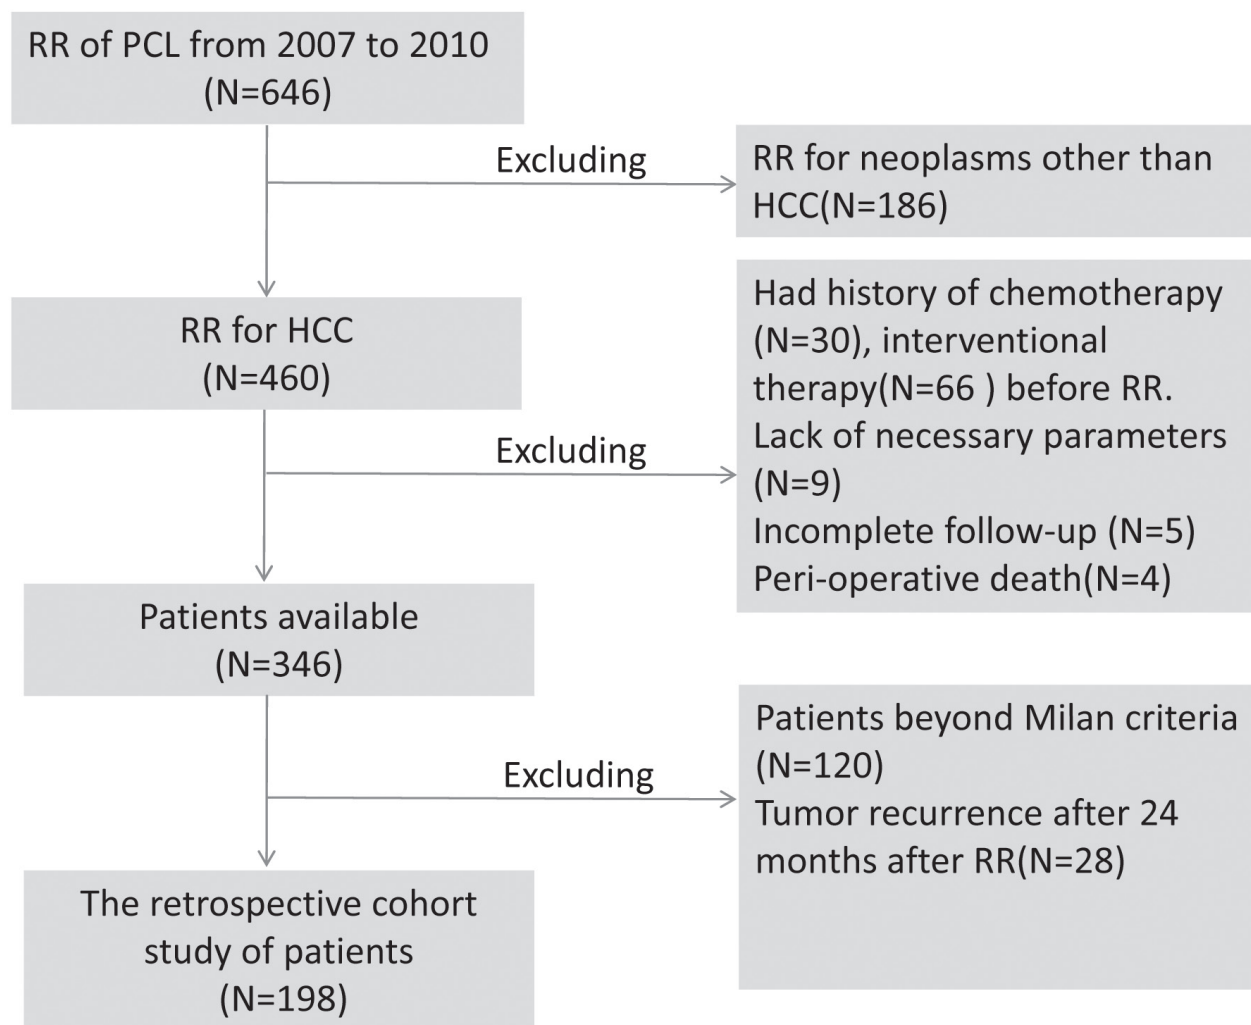 RR of PCL from 2007 to 2010
(N=646)
Excluding
RR for neoplasms other than
HCC(N=186)
RR for HCC
(N=460)
Excluding
Had history of chemotherapy
(N=30), interventional
therapy(N=66 ) before RR.
Lack of necessary parameters
(N=9)
Incomplete follow-up (N=5)
Peri-operative death(N=4)
Patients available
(N=346)
Excluding
Patients beyond Milan criteria
(N=120)
Tumor recurrence after 24
months after RR(N=28)
The retrospective cohort
study of patients
(N=198)